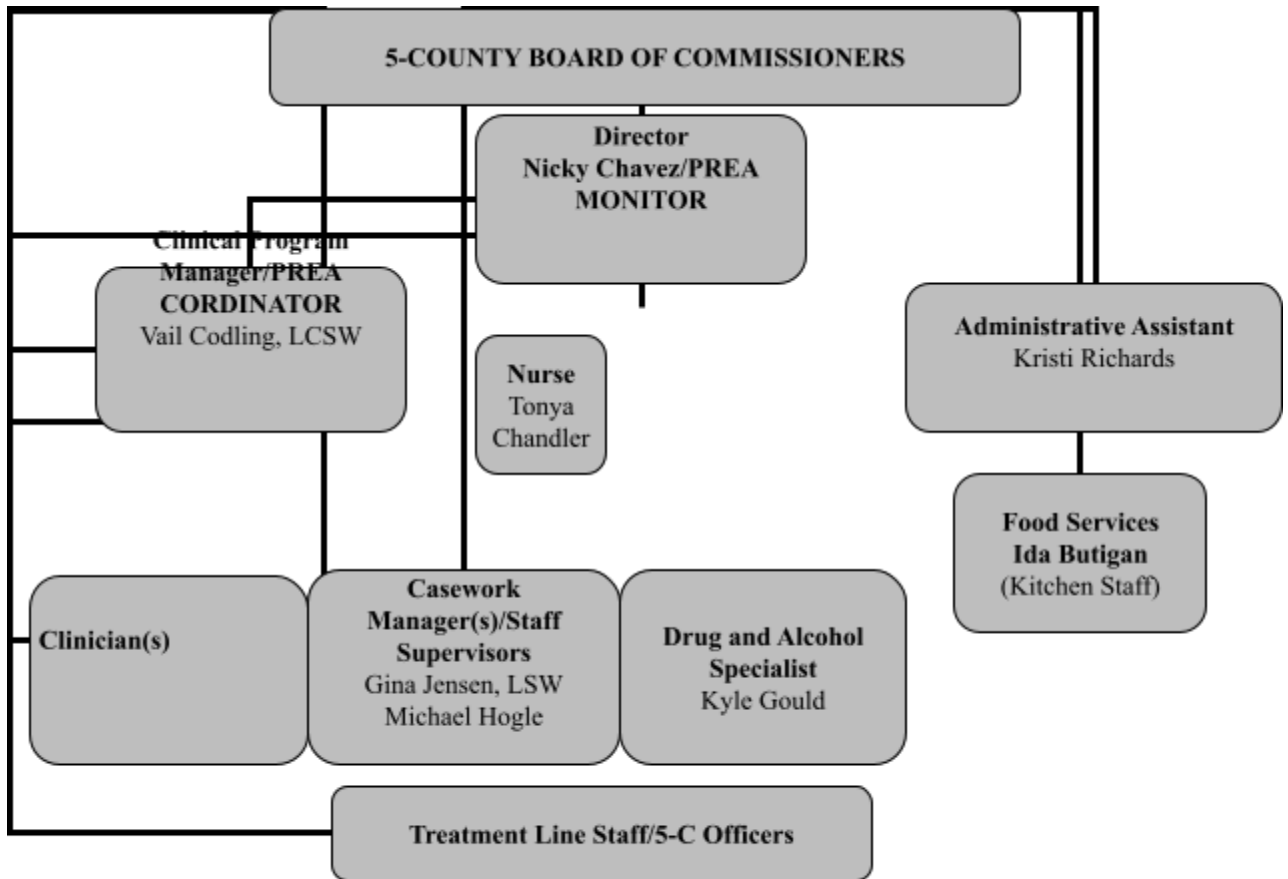 5-COUNTY BOARD OF COMMISSIONERS
Director
Nicky Chavez/PREA
MONITOR
Clinical Program
Manager/PREA
CORDINATOR
Vail Codling, LCSW
Administrative Assistant
Kristi Richards
Nurse
Tonya
Chandler
Food Services
Ida Butigan
(Kitchen Staff)
Clinician(s)
Casework
Manager(s)/Staff
Supervisors
Gina Jensen, LSW
Michael Hogle
Drug and Alcohol
Specialist
Kyle Gould
Treatment Line Staff/5-C Officers